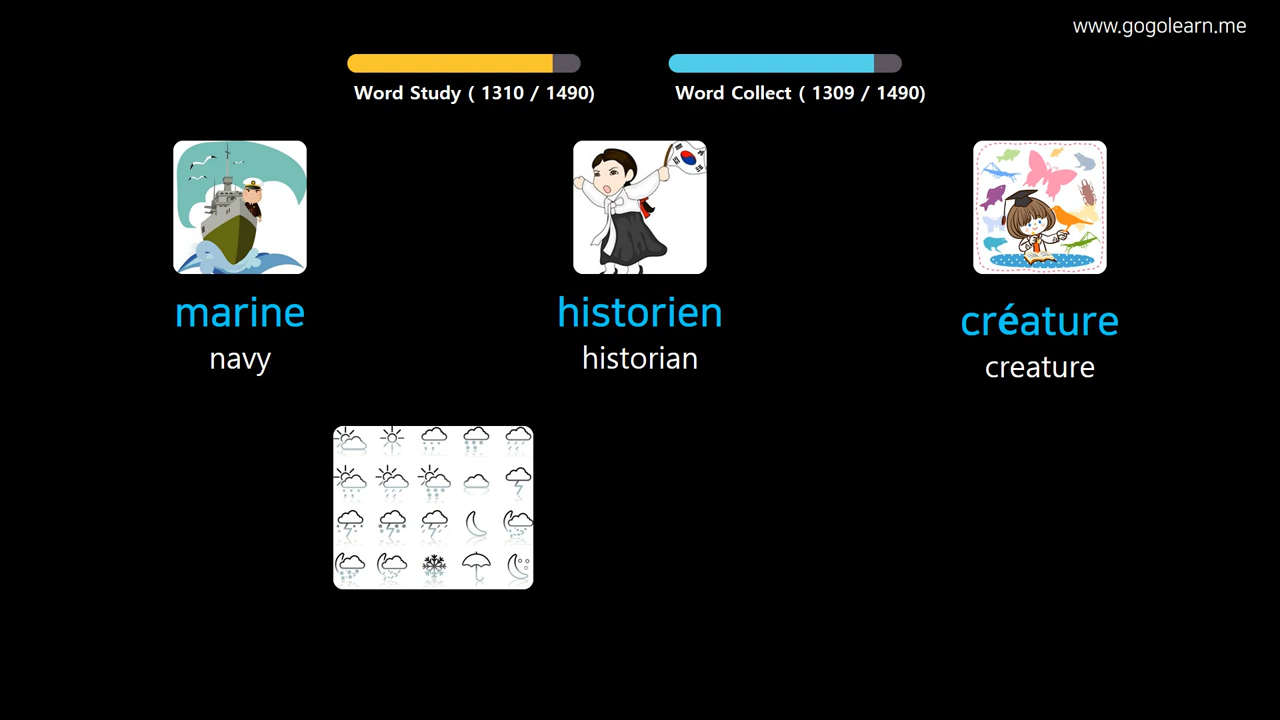 www.gogolearn.me
Word Study ( 1310 / 1490)
Word Collect ( 1309 / 1490)
marine
navy
historien
historian
créature
creature